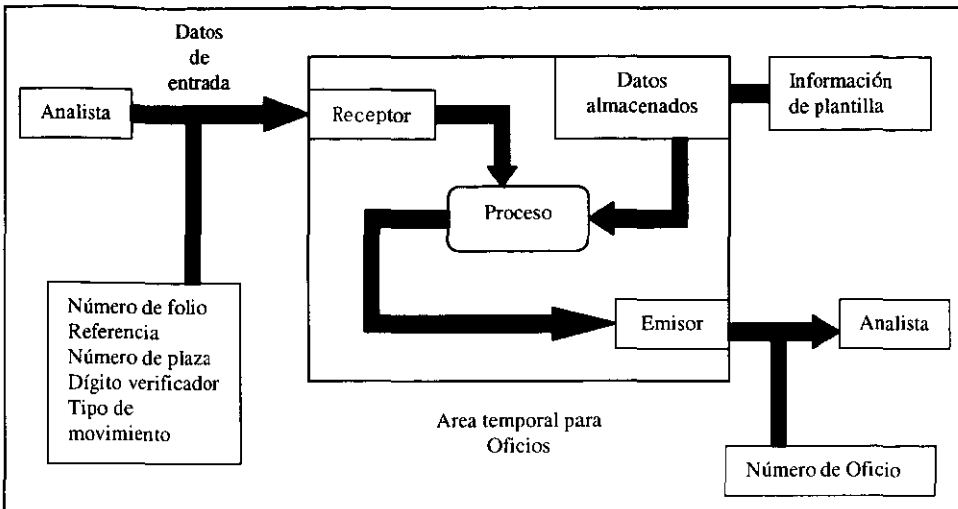 Datos
de
entrada
Analista
Receptor
Datos
almacenados
Información
de plantilla
Proceso
Número de folio
Referencia
Número de plaza
Dígito verificador
Tipo de
movimiento
Emisor
Analista
Area temporal para
Oficios
Número de Oficio